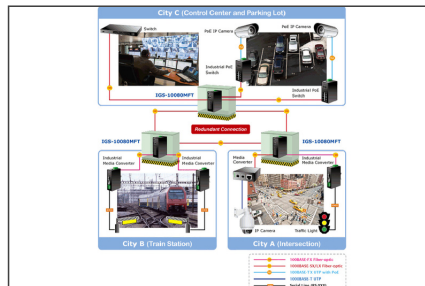 City C (Control Center and Parking Lot)
Switch
PoE IP Camera
PoE IP Camera
Industrial PoE
Switch
Industrial PoE
Switch
IGS-10080MFT
Redundant Connection
IGS-10080MFT
IGS-10080MFT
Industrial
Media Converter
Industrial
Media Converter
Media
Converter
Industrial
Media Converter
IP Camera
Traffic Light
City B (Train Station)
City A (Intersection)
100BASE-FX Fiber-optic
1000BASE-SX/LX Fiber-optic
100BASE-TX UTP with PoE
1000BASE-T UTP